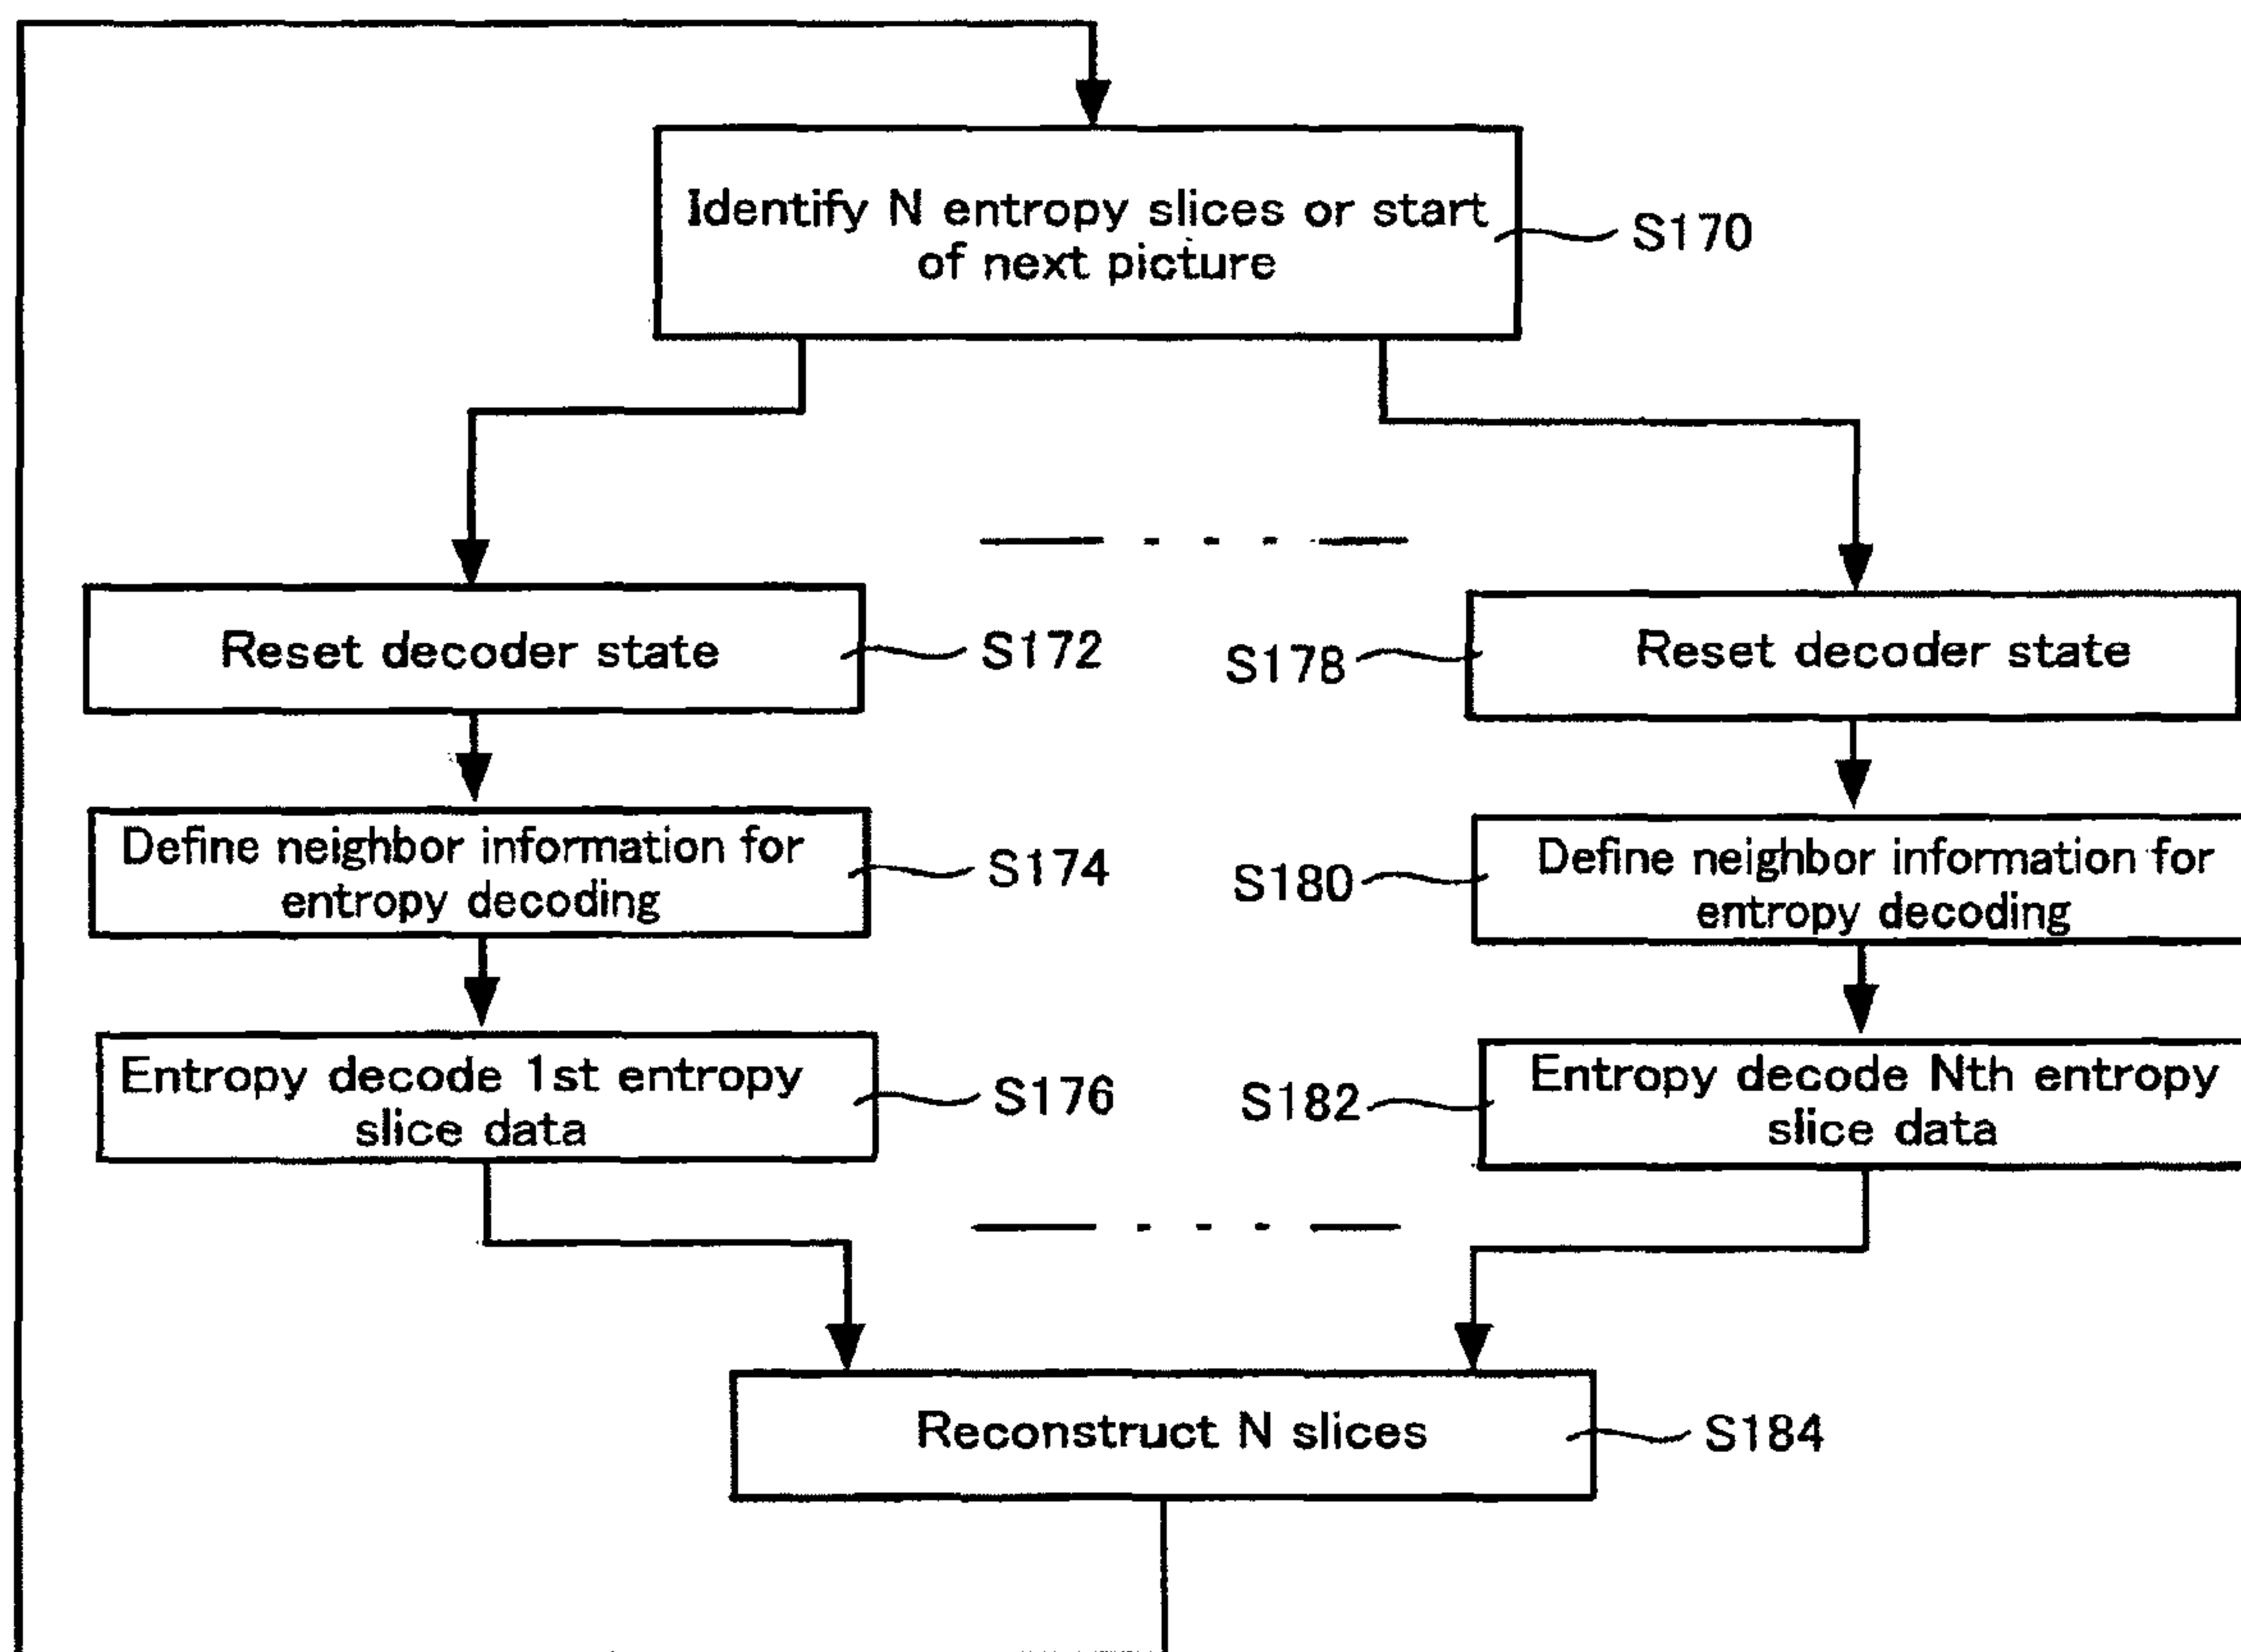 Identify N entropy slices or start
of next picture
S170
Reset decoder state
S172
S178
Reset decoder state
Define neighbor information for
entropy decoding
S174
S180
Define neighbor information for
entropy decoding
Entropy decode 1st entropy
slice data
S176
S182
Entropy decode Nth entropy
slice data
Reconstruct N slices
S184